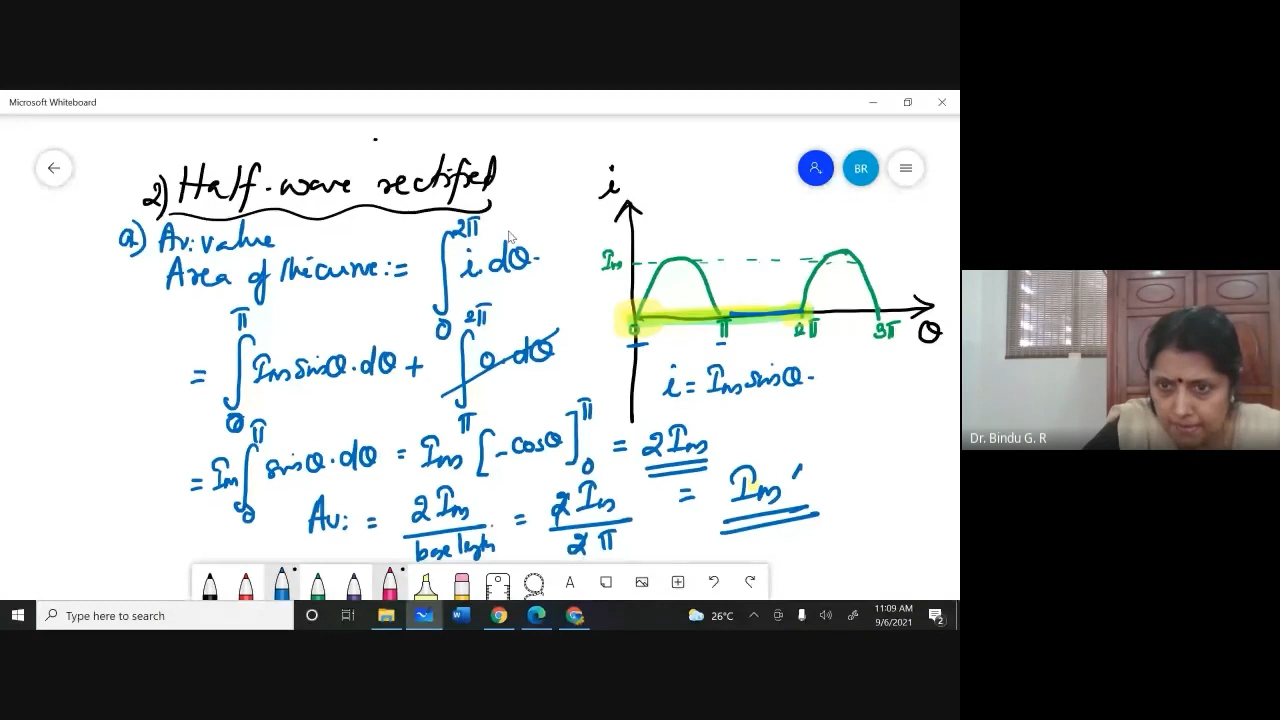 Microsoft Whiteboard
BR
2) Half-wave rectified
a) Av: value
Area of the curve := ∫₀^2π i dθ.
= ∫₀^π Im sinθ.dθ + ∫π^2π 0.dθ
= Im ∫₀^π sinθ.dθ = Im [-cosθ]₀^π = 2Im
Av: = 2Im / base length = 2Im / 2π = Im
i
Im
0 π 2π 3π θ
i = Im sinθ.
Dr. Bindu G. R
A
Type here to search
26°C
11:09 AM
9/6/2021
2